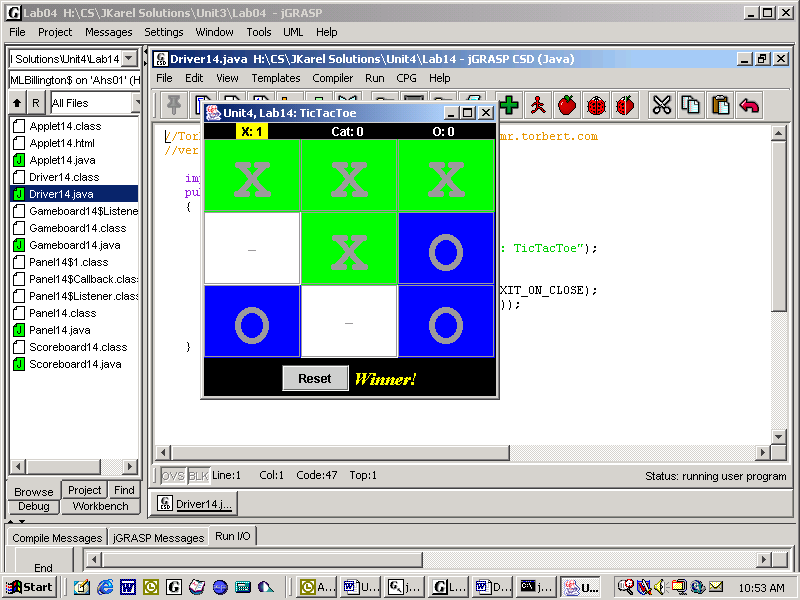 Lab04  H:\CS\JKarel Solutions\Unit3\Lab04  - jGRASP
File Project Messages Settings Window Tools UML Help
l Solutions\Unit4\Lab14
MLBillington$ on 'Ahs01' (H
R All Files
Applet14.class
Applet14.html
Applet14.java
Driver14.class
Driver14.java
Gameboard14$Listene
Gameboard14.class
Gameboard14.java
Panel14$1.class
Panel14$Callback.clas
Panel14$Listener.class
Panel14.class
Panel14.java
Scoreboard14.class
Scoreboard14.java
Browse Project Find
Debug Workbench
Driver14.java  H:\CS\JKarel Solutions\Unit4\Lab14 - jGRASP CSD (Java)
File Edit View Templates Compiler Run CPG Help
//Tor
mr.torbert.com
//ver
im
pu
{
: TicTacToe");
XIT_ON_CLOSE);
));
}
Unit4, Lab14: TicTacToe
X: 1 Cat: 0 O: 0
X X X
- X O
O - O
Reset Winner!
OVS BLK Line:1 Col:1 Code:47 Top:1 Status: running user program
Driver14.j...
Compile Messages jGRASP Messages Run I/O
End
Start A... U... j... L... D... j... U... 10:53 AM